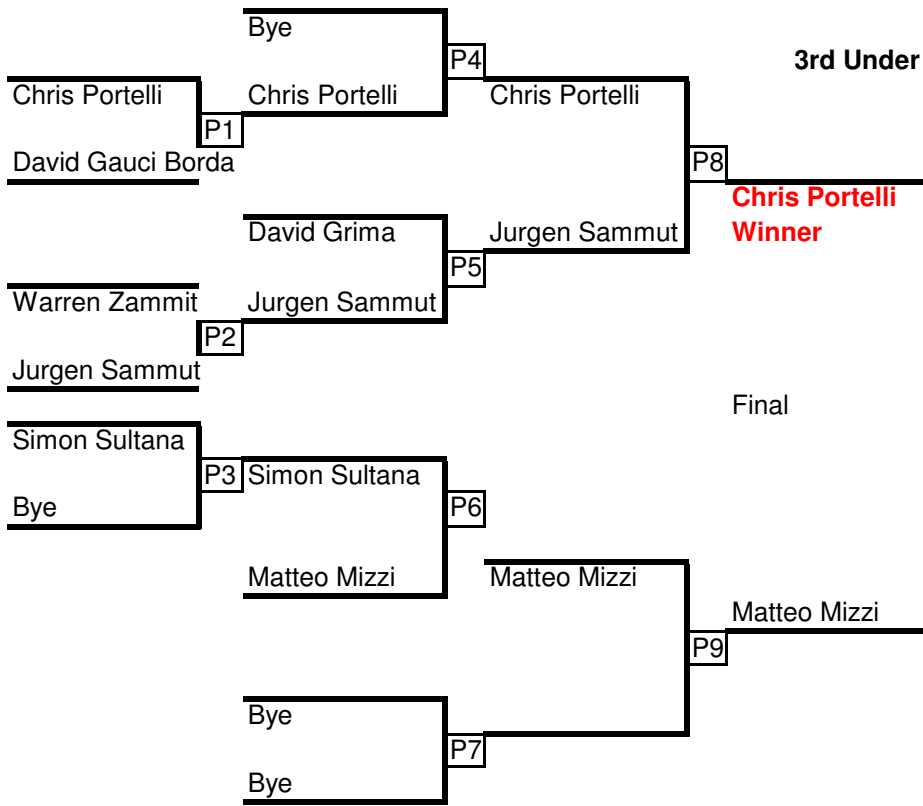 Bye
P4
3rd Under
Chris Portelli
Chris Portelli
Chris Portelli
P1
David Gauci Borda
P8
Chris Portelli
Winner
David Grima
Jurgen Sammut
P5
Warren Zammit
Jurgen Sammut
P2
Jurgen Sammut
Final
Simon Sultana
P3
Simon Sultana
Bye
P6
Matteo Mizzi
Matteo Mizzi
Matteo Mizzi
P9
Bye
P7
Bye